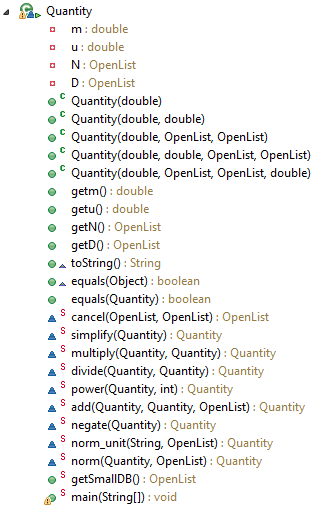 Quantity
m : double
u : double
N : OpenList
D : OpenList
C Quantity(double)
C Quantity(double, double)
C Quantity(double, OpenList, OpenList)
C Quantity(double, double, OpenList, OpenList)
C Quantity(double, OpenList, OpenList, double)
getm() : double
getu() : double
getN() : OpenList
getD() : OpenList
toString() : String
equals(Object) : boolean
equals(Quantity) : boolean
S cancel(OpenList, OpenList) : OpenList
S simplify(Quantity) : Quantity
S multiply(Quantity, Quantity) : Quantity
S divide(Quantity, Quantity) : Quantity
S power(Quantity, int) : Quantity
S add(Quantity, Quantity, OpenList) : Quantity
S negate(Quantity) : Quantity
S norm_unit(String, OpenList) : Quantity
S norm(Quantity, OpenList) : Quantity
S getSmallDB() : OpenList
S main(String[]) : void